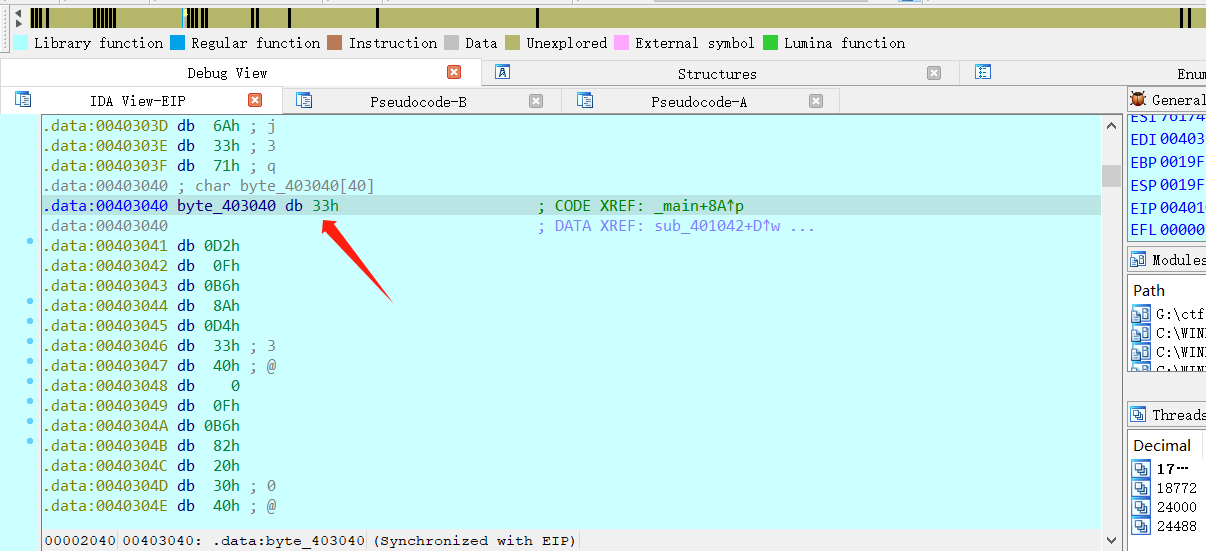 Library function Regular function Instruction Data Unexplored External symbol Lumina function
Debug View Structures Enum
IDA View-EIP Pseudocode-B Pseudocode-A General
.data:0040303D db 6Ah ; j
.data:0040303E db 33h ; 3
.data:0040303F db 71h ; q
.data:00403040 ; char byte_403040[40]
.data:00403040 byte_403040 db 33h ; CODE XREF: _main+8A↑p
.data:00403040 ; DATA XREF: sub_401042+D↑w ...
.data:00403041 db 0D2h
.data:00403042 db 0Fh
.data:00403043 db 0B6h
.data:00403044 db 8Ah
.data:00403045 db 0D4h
.data:00403046 db 33h ; 3
.data:00403047 db 40h ; @
.data:00403048 db 0
.data:00403049 db 0Fh
.data:0040304A db 0B6h
.data:0040304B db 82h
.data:0040304C db 20h
.data:0040304D db 30h ; 0
.data:0040304E db 40h ; @
00002040 00403040: .data:byte_403040 (Synchronized with EIP)
EDI 00403
EBP 0019F
ESP 0019F
EIP 00401
EFL 00000
Modules
Path
G:\ctf
C:\WIN
C:\WIN
C:\WIN
Threads
Decimal
17…
18772
24000
24488